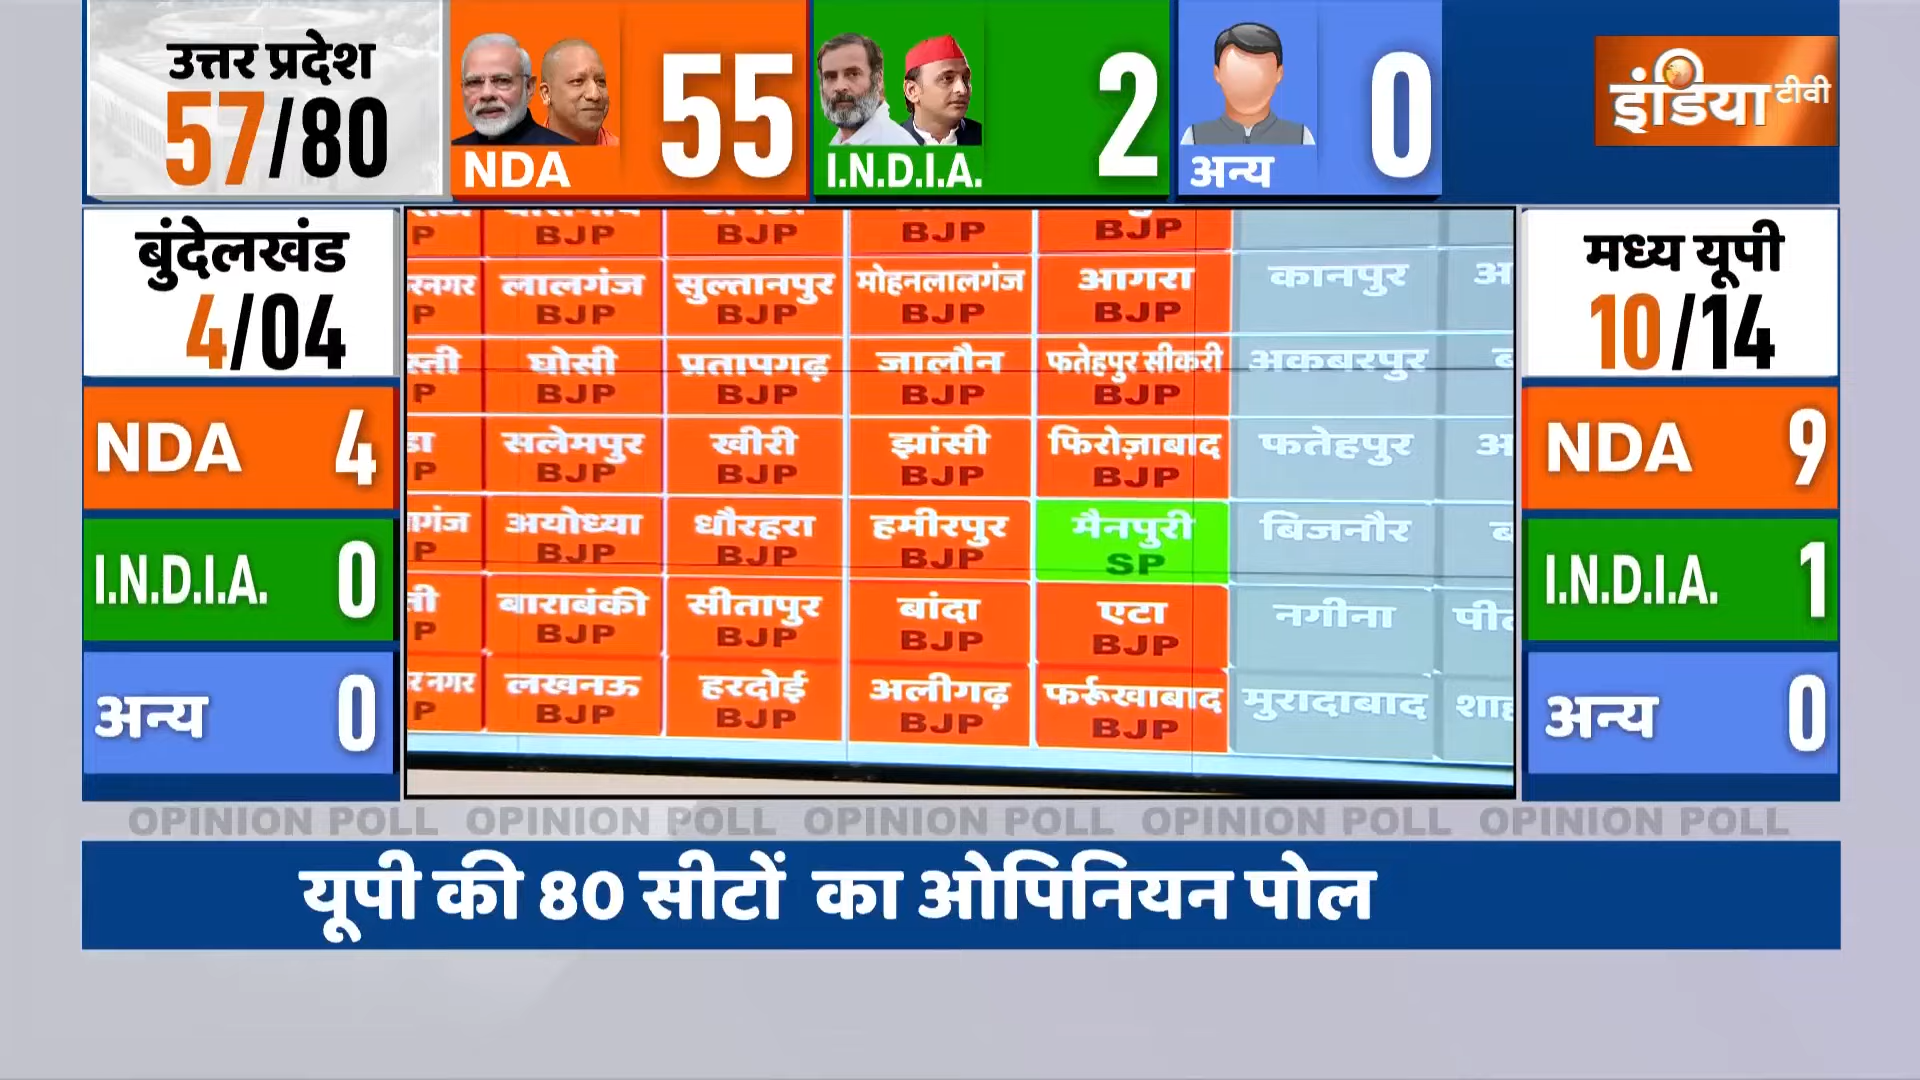 उत्तर प्रदेश
57/80
NDA
55
I.N.D.I.A.
2
अन्य
0
इंडिया टीवी
बुंदेलखंड
4/04
NDA 4
I.N.D.I.A. 0
अन्य 0
P BJP BJP BJP BJP
लालगंज सुल्तानपुर मोहनलालगंज आगरा कानपुर
P BJP BJP BJP BJP
घोसी प्रतापगढ़ जालौन फतेहपुर सीकरी अकबरपुर
P BJP BJP BJP BJP
सलेमपुर खीरी झांसी फिरोज़ाबाद फतेहपुर
P BJP BJP BJP BJP
अयोध्या धौरहरा हमीरपुर मैनपुरी बिजनौर
P BJP BJP BJP SP
बाराबंकी सीतापुर बांदा एटा नगीना
P BJP BJP BJP BJP
र नगर लखनऊ हरदोई अलीगढ़ फर्रूखाबाद मुरादाबाद
P BJP BJP BJP BJP
मध्य यूपी
10/14
NDA 9
I.N.D.I.A. 1
अन्य 0
OPINION POLL OPINION POLL OPINION POLL OPINION POLL OPINION POLL
यूपी की 80 सीटों का ओपिनियन पोल